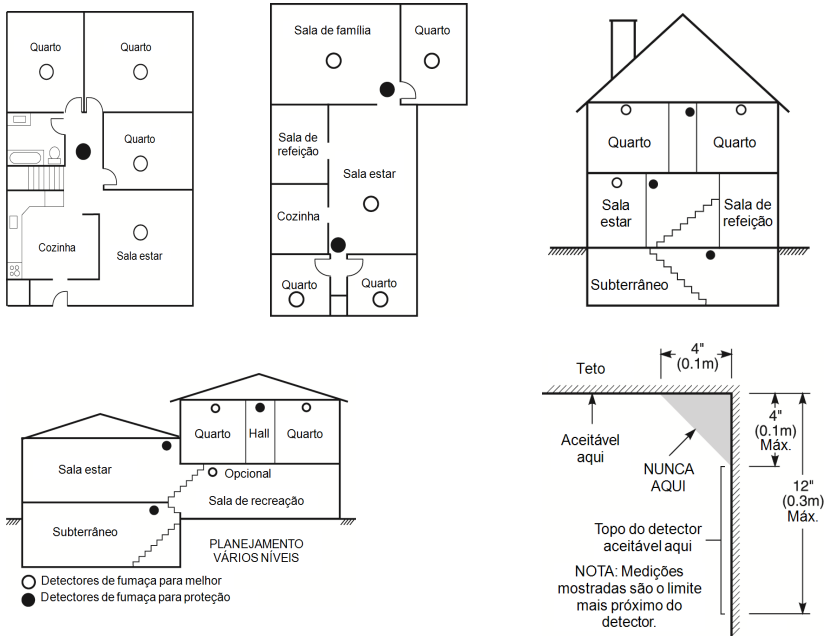 Quarto
Quarto
Quarto
Cozinha
Sala estar
Sala de família
Quarto
Sala de
refeição
Sala estar
Cozinha
Quarto
Quarto
Quarto
Quarto
Sala
estar
Sala de
refeição
Subterrâneo
Quarto
Hall
Quarto
Sala estar
Opcional
Sala de recreação
Subterrâneo
PLANEJAMENTO
VÁRIOS NÍVEIS
Detectores de fumaça para melhor
Detectores de fumaça para proteção
4"
(0.1m)
Teto
Aceitável
aqui
NUNCA
AQUI
4"
(0.1m)
Máx.
12"
(0.3m)
Máx.
Topo do detector
aceitável aqui
NOTA: Medições
mostradas são o limite
mais próximo do
detector.